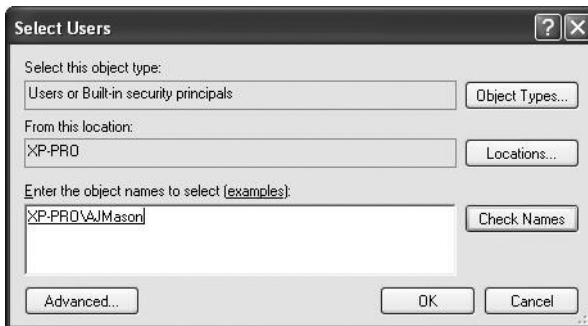 Select Users
Select this object type:
Users or Built-in security principals
Object Types...
From this location:
XP-PRO
Locations...
Enter the object names to select (examples):
XP-PRO\AJMason
Check Names
Advanced...
OK
Cancel